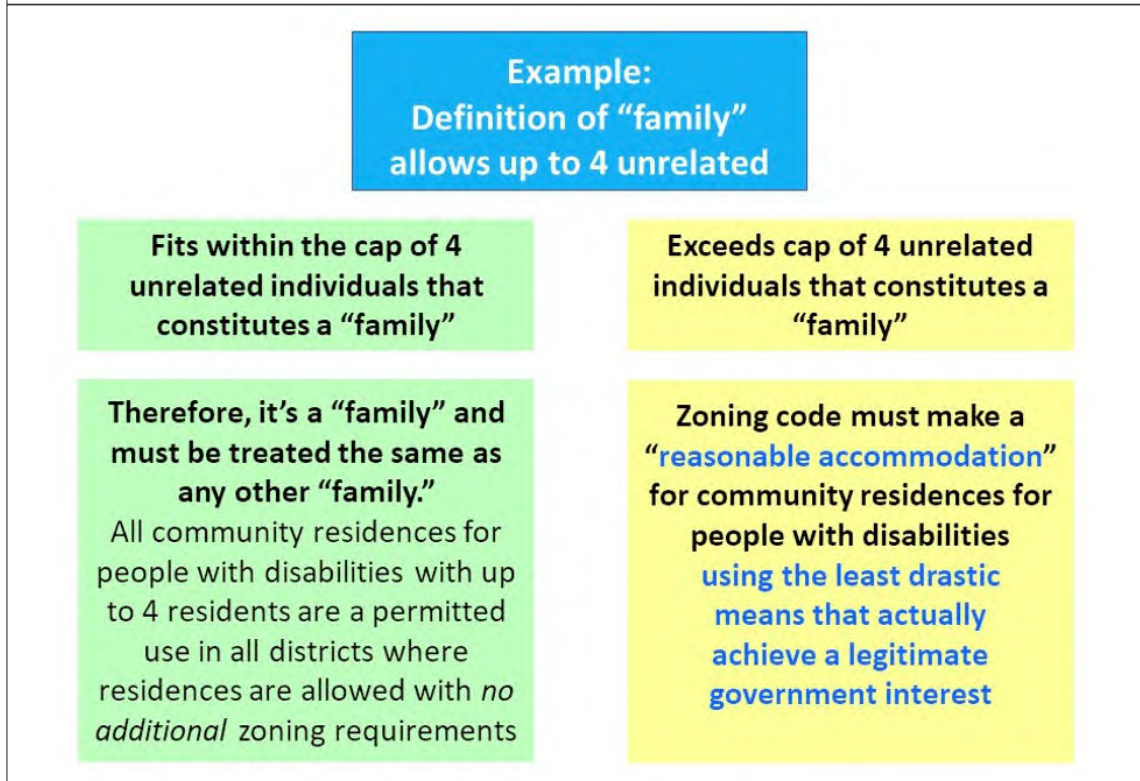 Example:
Definition of “family”
allows up to 4 unrelated
Fits within the cap of 4
unrelated individuals that
constitutes a “family”
Therefore, it’s a “family” and
must be treated the same as
any other “family.”
All community residences for
people with disabilities with up
to 4 residents are a permitted
use in all districts where
residences are allowed with no
additional zoning requirements
Exceeds cap of 4 unrelated
individuals that constitutes a
“family”
Zoning code must make a
“reasonable accommodation”
for community residences for
people with disabilities
using the least drastic
means that actually
achieve a legitimate
government interest